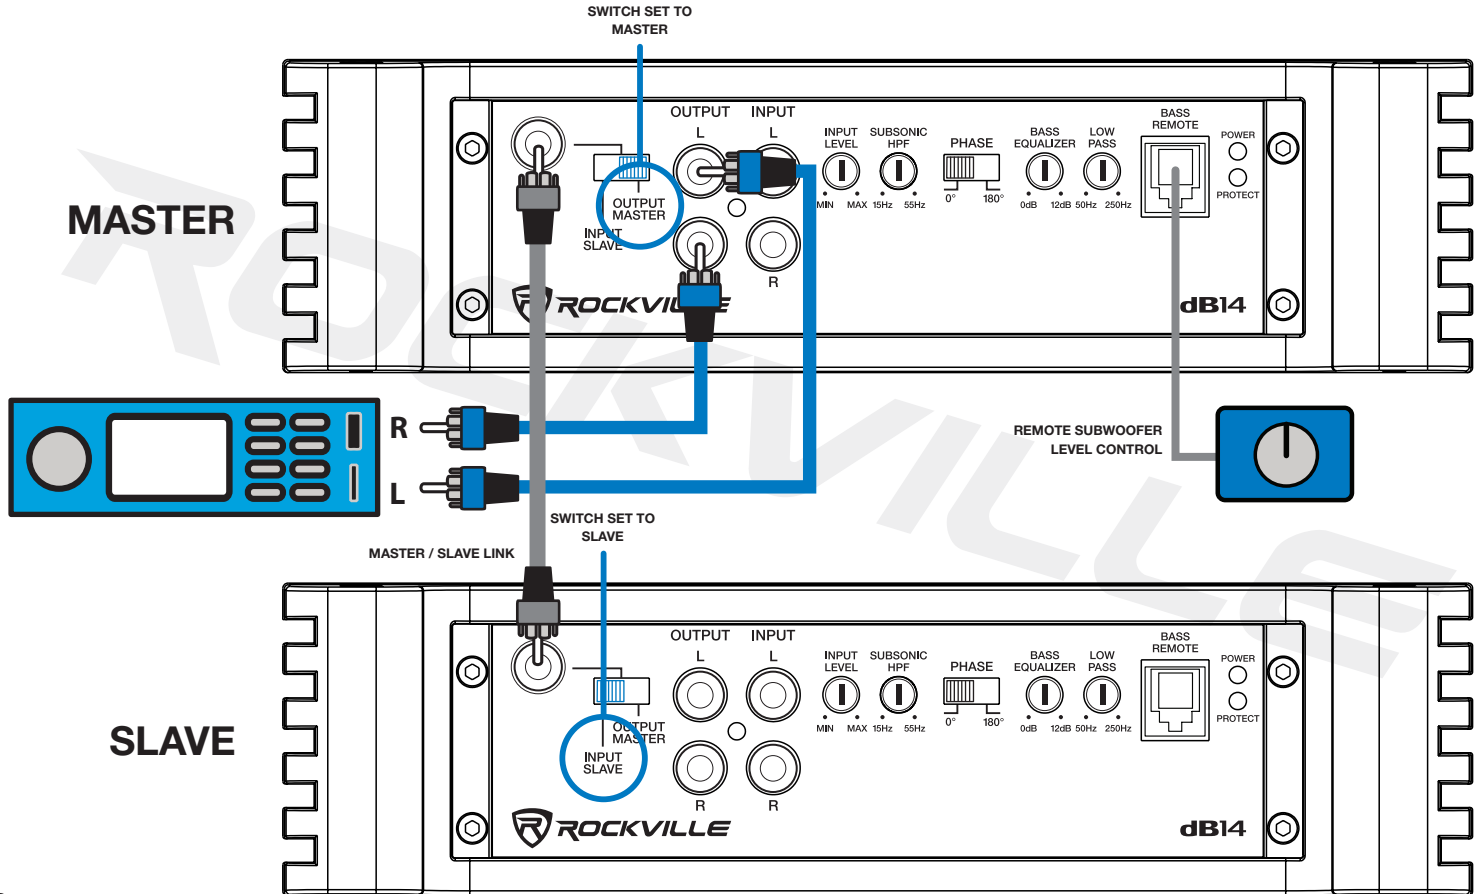 SWITCH SET TO
MASTER
OUTPUT INPUT
L L
INPUT
LEVEL
SUBSONIC
HPF
PHASE
BASS
EQUALIZER
LOW
PASS
BASS
REMOTE
POWER
PROTECT
MIN MAX 15Hz 55Hz
0° 180°
0dB 12dB 50Hz 250Hz
OUTPUT
MASTER
INPUT
SLAVE
MASTER
R
ROCKVILLE
dB14
R
L
REMOTE SUBWOOFER
LEVEL CONTROL
SWITCH SET TO
SLAVE
MASTER / SLAVE LINK
OUTPUT INPUT
L L
INPUT
LEVEL
SUBSONIC
HPF
PHASE
BASS
EQUALIZER
LOW
PASS
BASS
REMOTE
POWER
PROTECT
MIN MAX 15Hz 55Hz
0° 180°
0dB 12dB 50Hz 250Hz
OUTPUT
MASTER
INPUT
SLAVE
SLAVE
R R
ROCKVILLE
dB14
ROCKVILLE